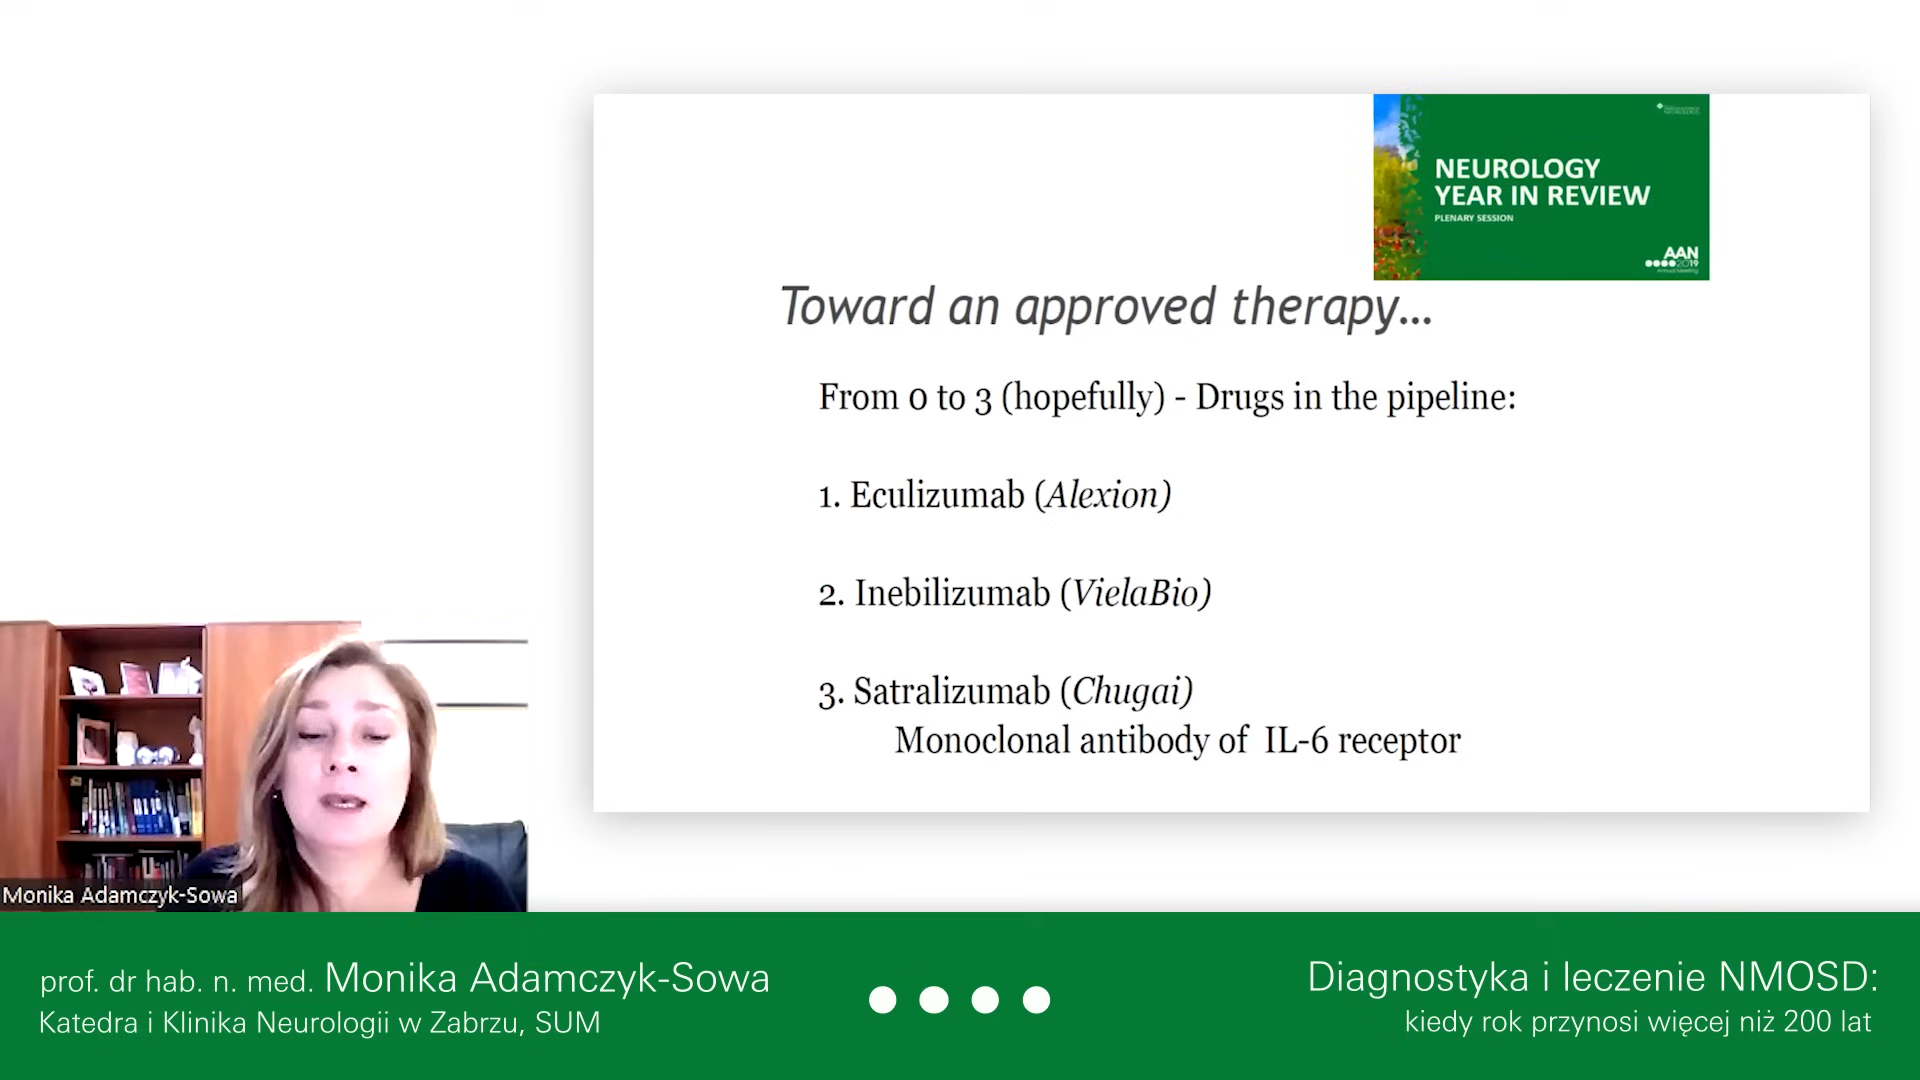 NEUROLOGY
YEAR IN REVIEW
PLENARY SESSION
AAN
2019
Annual Meeting
Toward an approved therapy...
From 0 to 3 (hopefully) - Drugs in the pipeline:
1. Eculizumab (Alexion)
2. Inebilizumab (VielaBio)
3. Satralizumab (Chugai)
Monoclonal antibody of IL-6 receptor
Monika Adamczyk-Sowa
prof. dr hab. n. med. Monika Adamczyk-Sowa
Katedra i Klinika Neurologii w Zabrzu, SUM
Diagnostyka i leczenie NMOSD:
kiedy rok przynosi więcej niż 200 lat